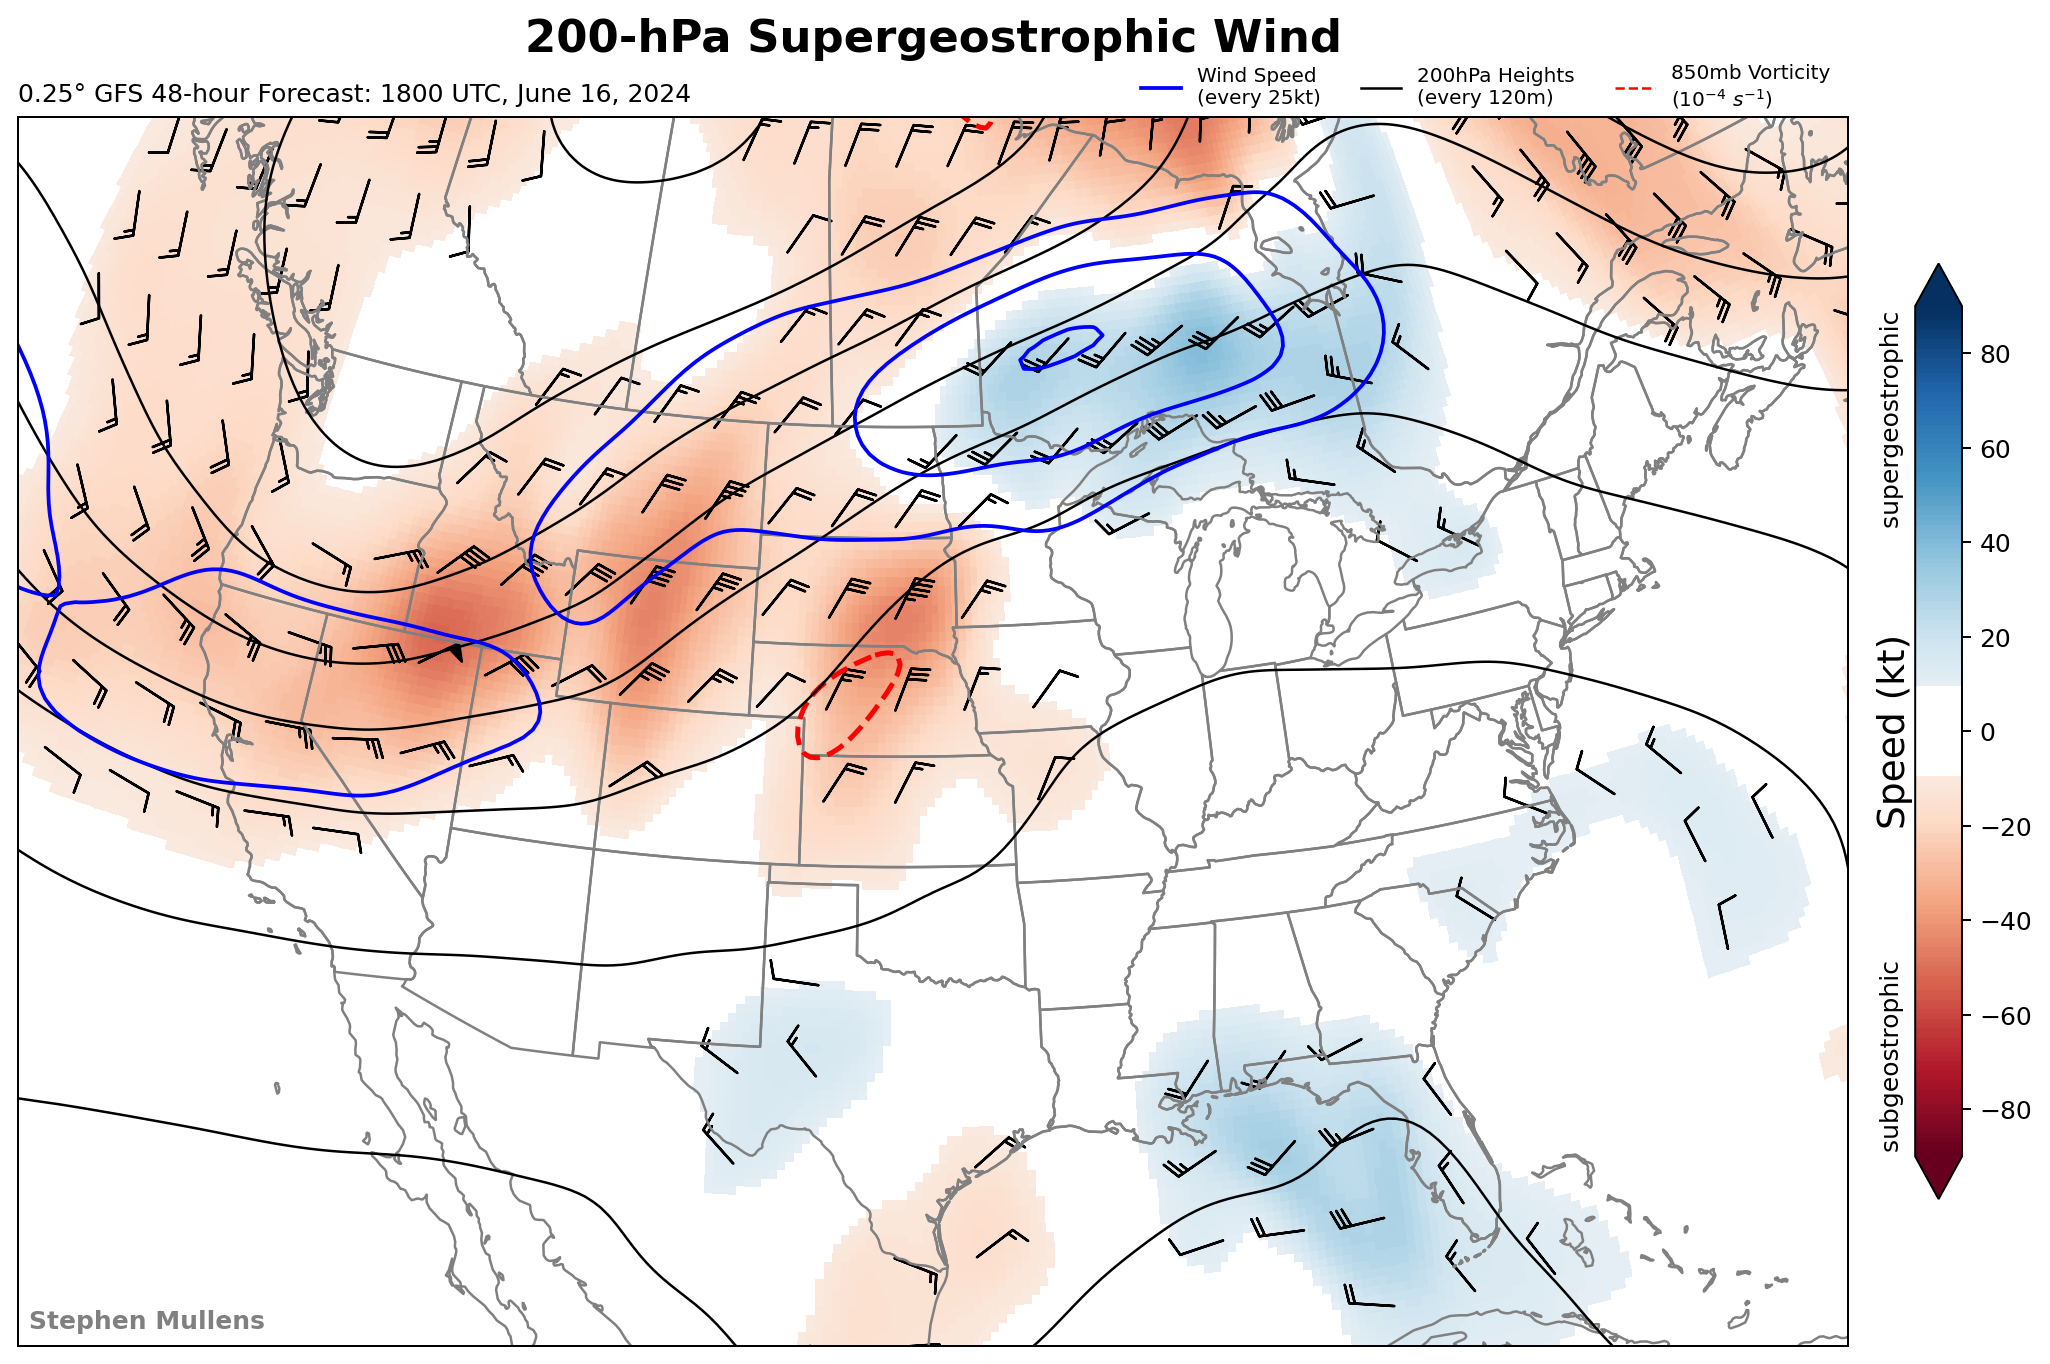 200-hPa Supergeostrophic Wind
0.25° GFS 48-hour Forecast: 1800 UTC, June 16, 2024
Wind Speed
(every 25kt)
200hPa Heights
(every 120m)
850mb Vorticity
(10⁻⁴ s⁻¹)
supergeostrophic
Speed (kt)
subgeostrophic
80
60
40
20
0
−20
−40
−60
−80
Stephen Mullens